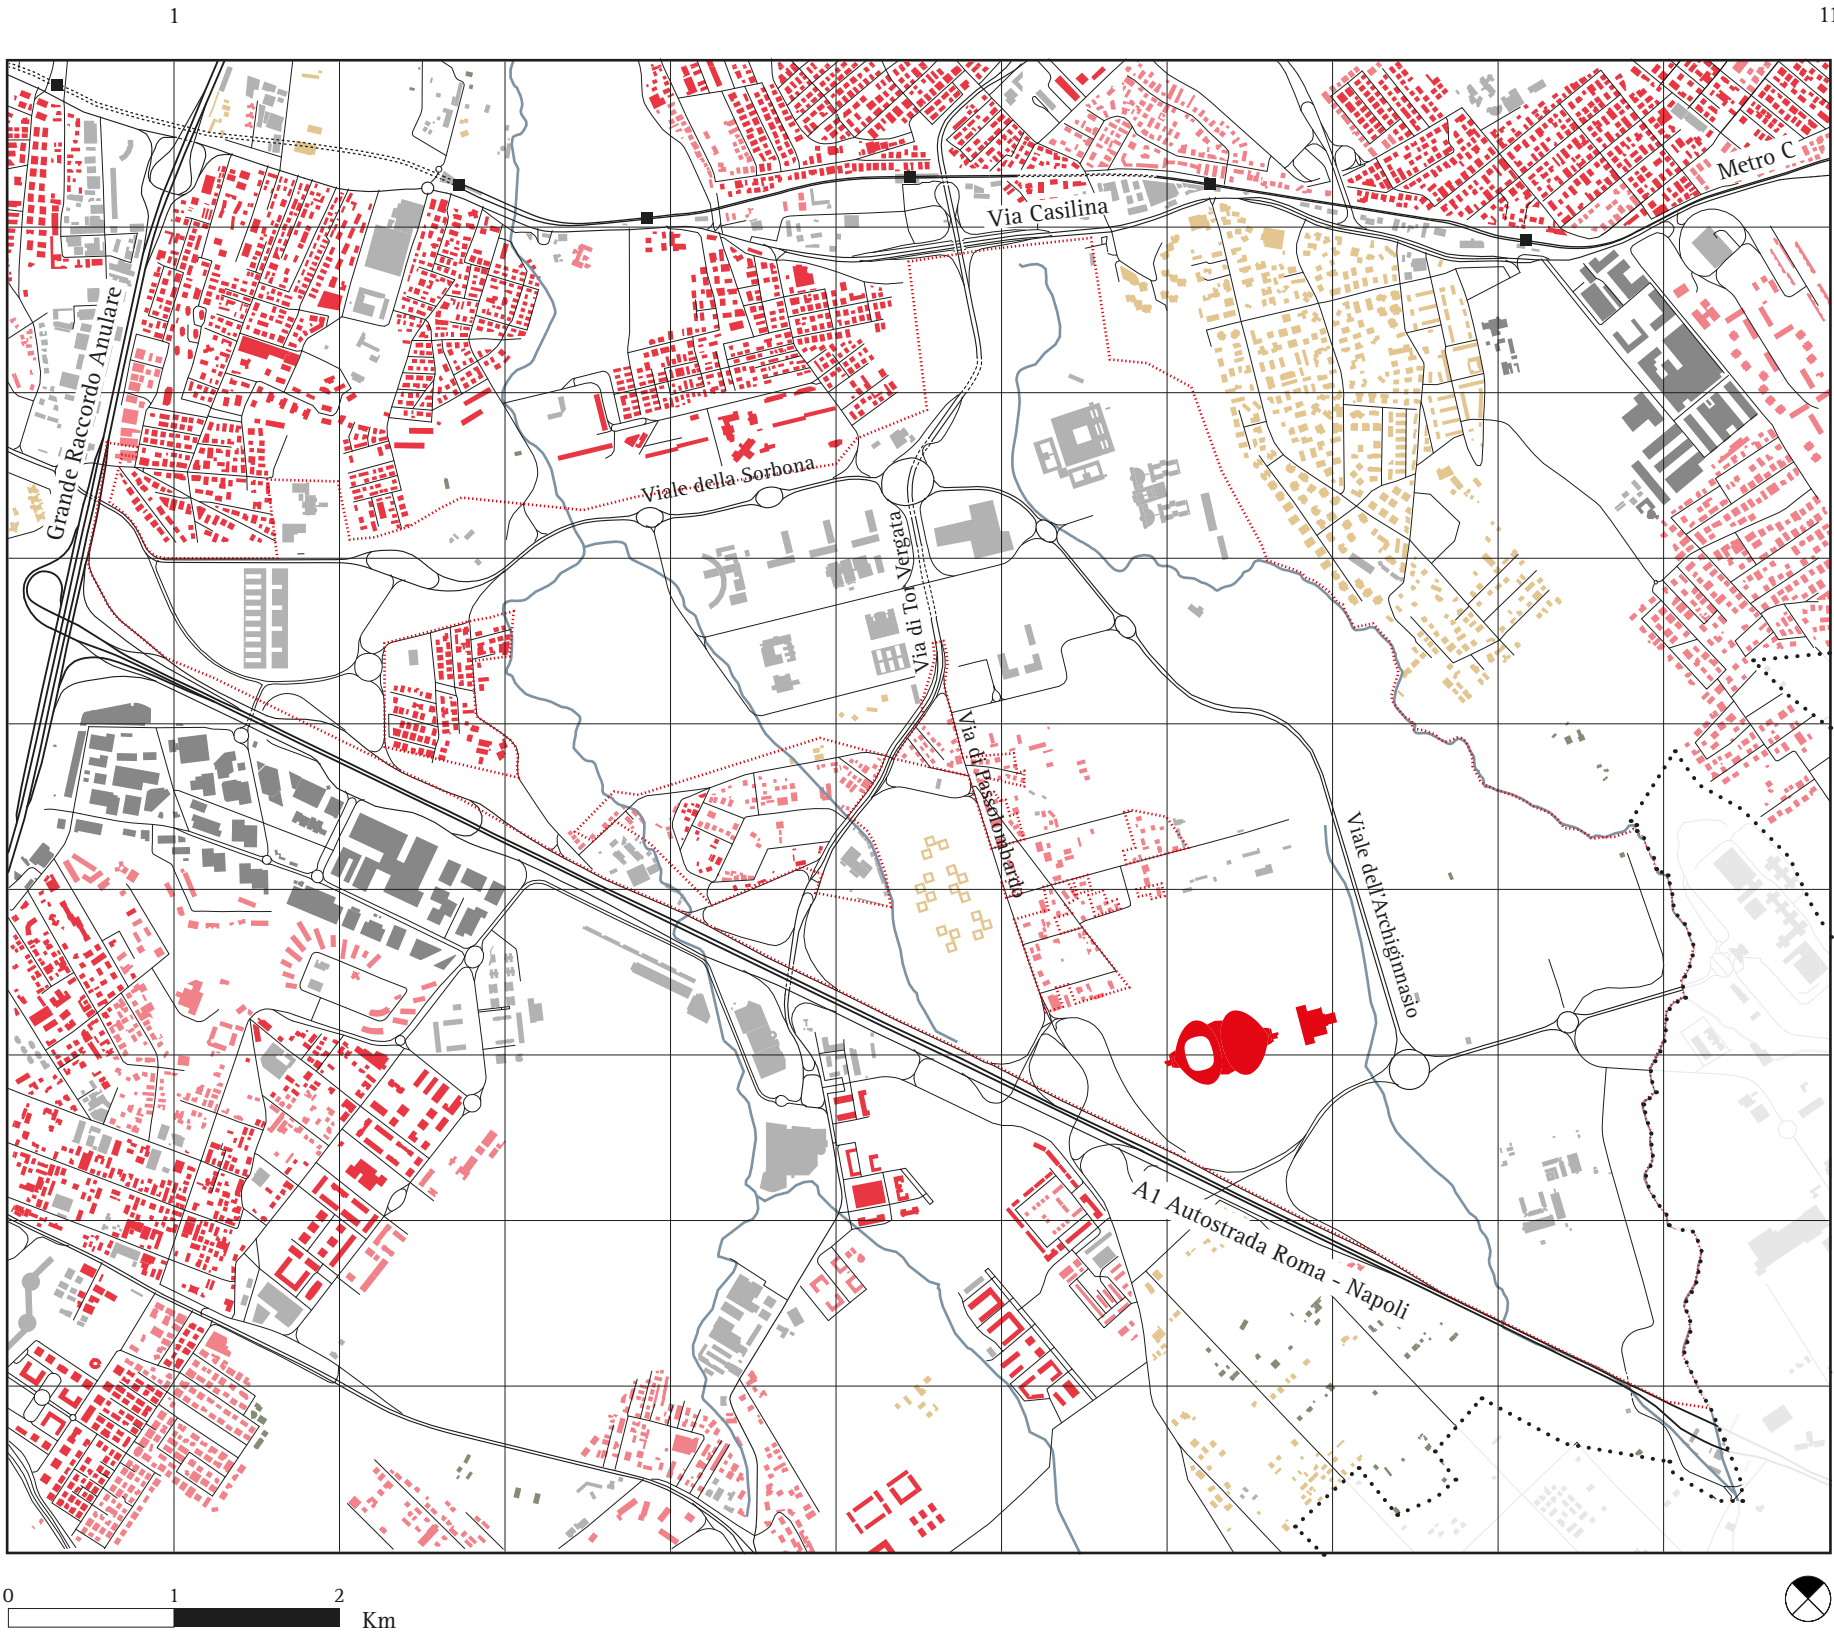 1
11
Metro C
Via Casilina
Grande Raccordo Anulare
Viale della Sorbona
Via di Tor Vergata
Via di Passolombardo
Viale dell'Archiginnasio
A1 Autostrada Roma - Napoli
0
1
2
Km